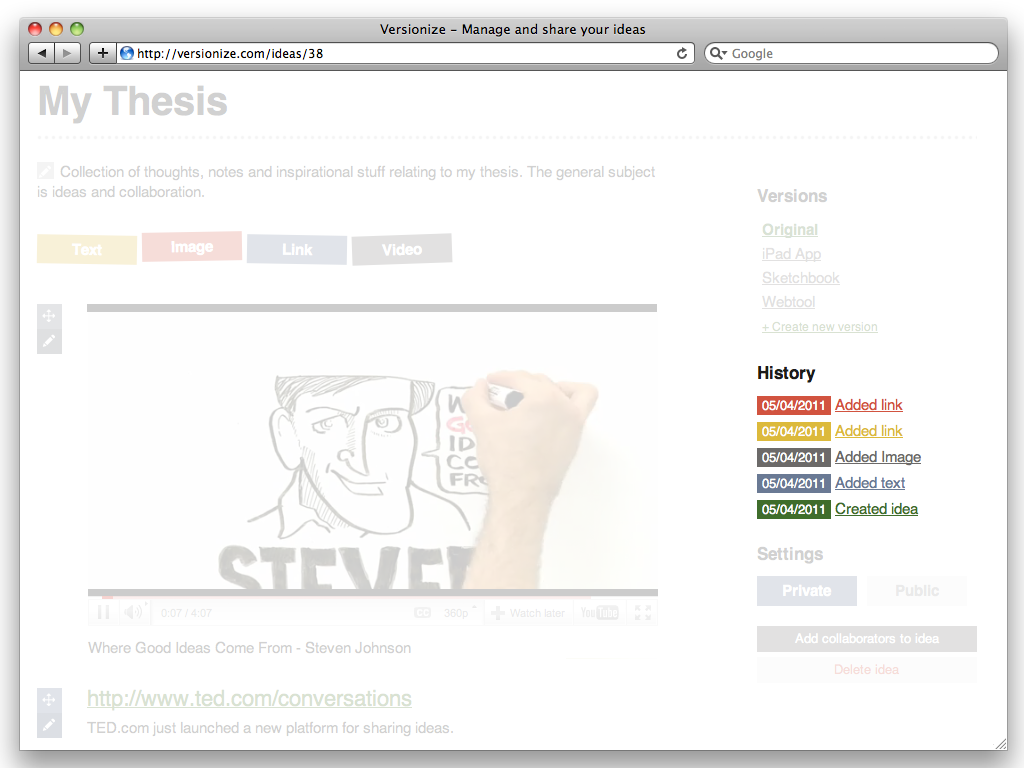 Versionize - Manage and share your ideas
http://versionize.com/ideas/38
Google
My Thesis
Collection of thoughts, notes and inspirational stuff relating to my thesis. The general subject
is ideas and collaboration.
Text Image Link Video
STEVEN
0:07 / 4:07
CC 360p Watch later YouTube
Where Good Ideas Come From - Steven Johnson
http://www.ted.com/conversations
TED.com just launched a new platform for sharing ideas.
Versions
Original
iPad App
Sketchbook
Webtool
+ Create new version
History
05/04/2011 Added link
05/04/2011 Added link
05/04/2011 Added Image
05/04/2011 Added text
05/04/2011 Created idea
Settings
Private Public
Add collaborators to idea
Delete idea